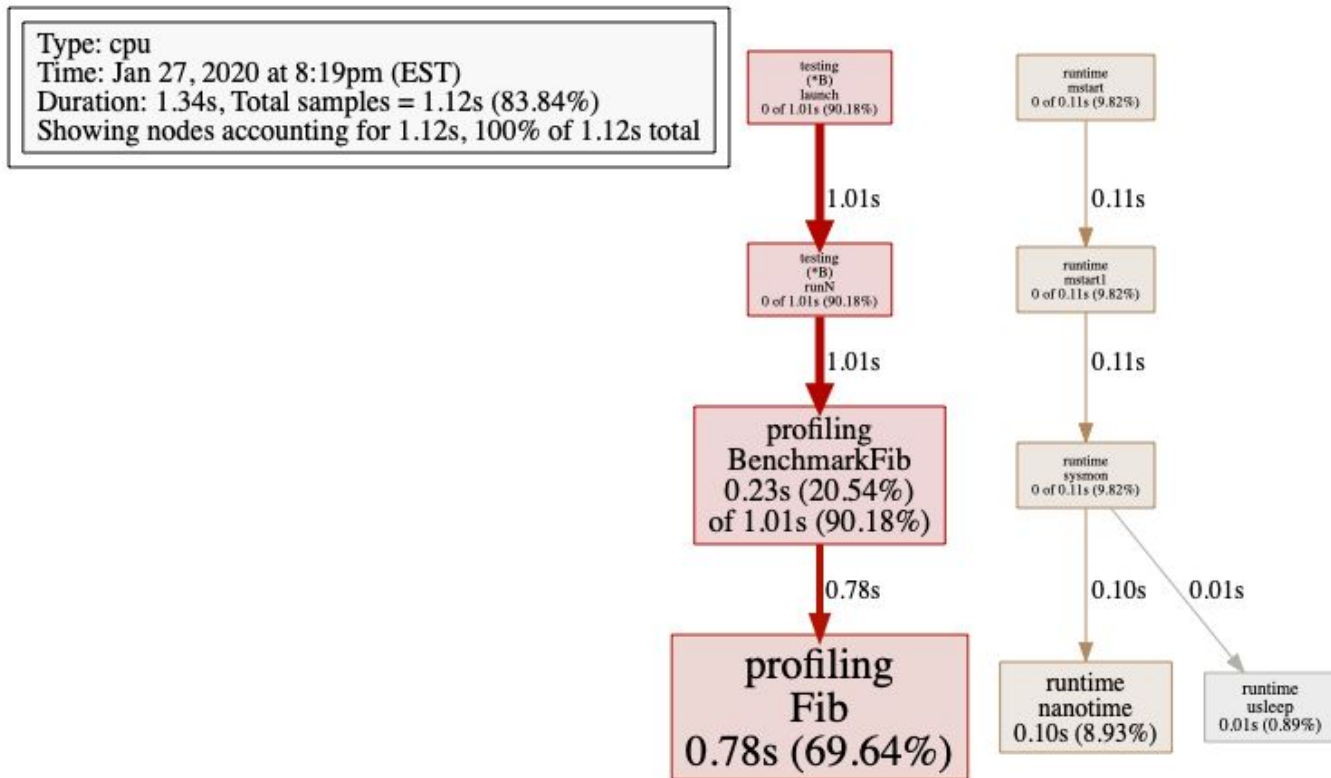 Type: cpu
Time: Jan 27, 2020 at 8:19pm (EST)
Duration: 1.34s, Total samples = 1.12s (83.84%)
Showing nodes accounting for 1.12s, 100% of 1.12s total
testing
(*B)
launch
0 of 1.01s (90.18%)
runtime
mstart
0 of 0.11s (9.82%)
1.01s
0.11s
testing
(*B)
runN
0 of 1.01s (90.18%)
runtime
mstart1
0 of 0.11s (9.82%)
1.01s
0.11s
profiling
BenchmarkFib
0.23s (20.54%)
of 1.01s (90.18%)
runtime
sysmon
0 of 0.11s (9.82%)
0.78s
0.10s
0.01s
profiling
Fib
0.78s (69.64%)
runtime
nanotime
0.10s (8.93%)
runtime
usleep
0.01s (0.89%)